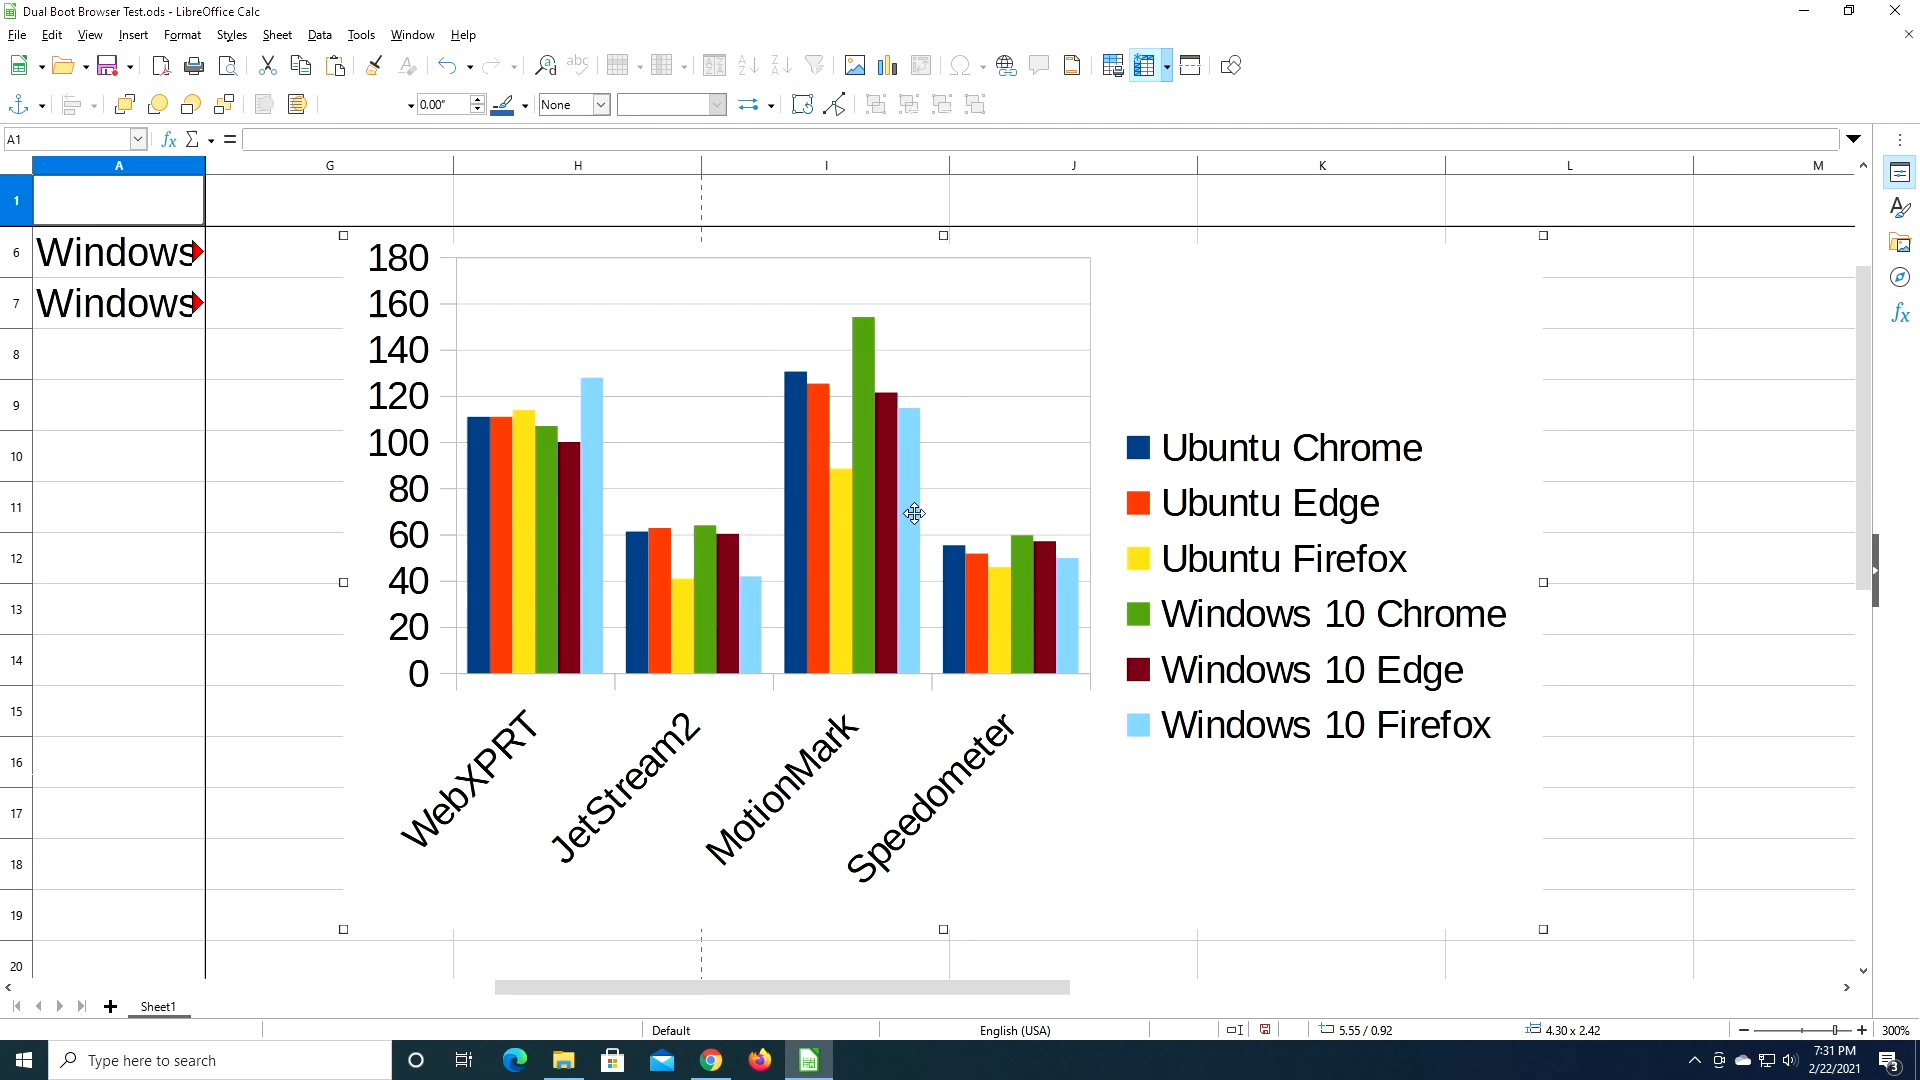 Dual Boot Browser Test.ods - LibreOffice Calc
File Edit View Insert Format Styles Sheet Data Tools Window Help
0.00" None
A1 fx Σ =
A G H I J K L M
1
6 Windows
7 Windows
8
9
10
11
12
13
14
15
16
17
18
19
20
180
160
140
120
100
80
60
40
20
0
WebXPRT JetStream2 MotionMark Speedometer
Ubuntu Chrome
Ubuntu Edge
Ubuntu Firefox
Windows 10 Chrome
Windows 10 Edge
Windows 10 Firefox
Sheet1
Default English (USA) 5.55 / 0.92 4.30 x 2.42 300%
Type here to search
7:31 PM
2/22/2021
3